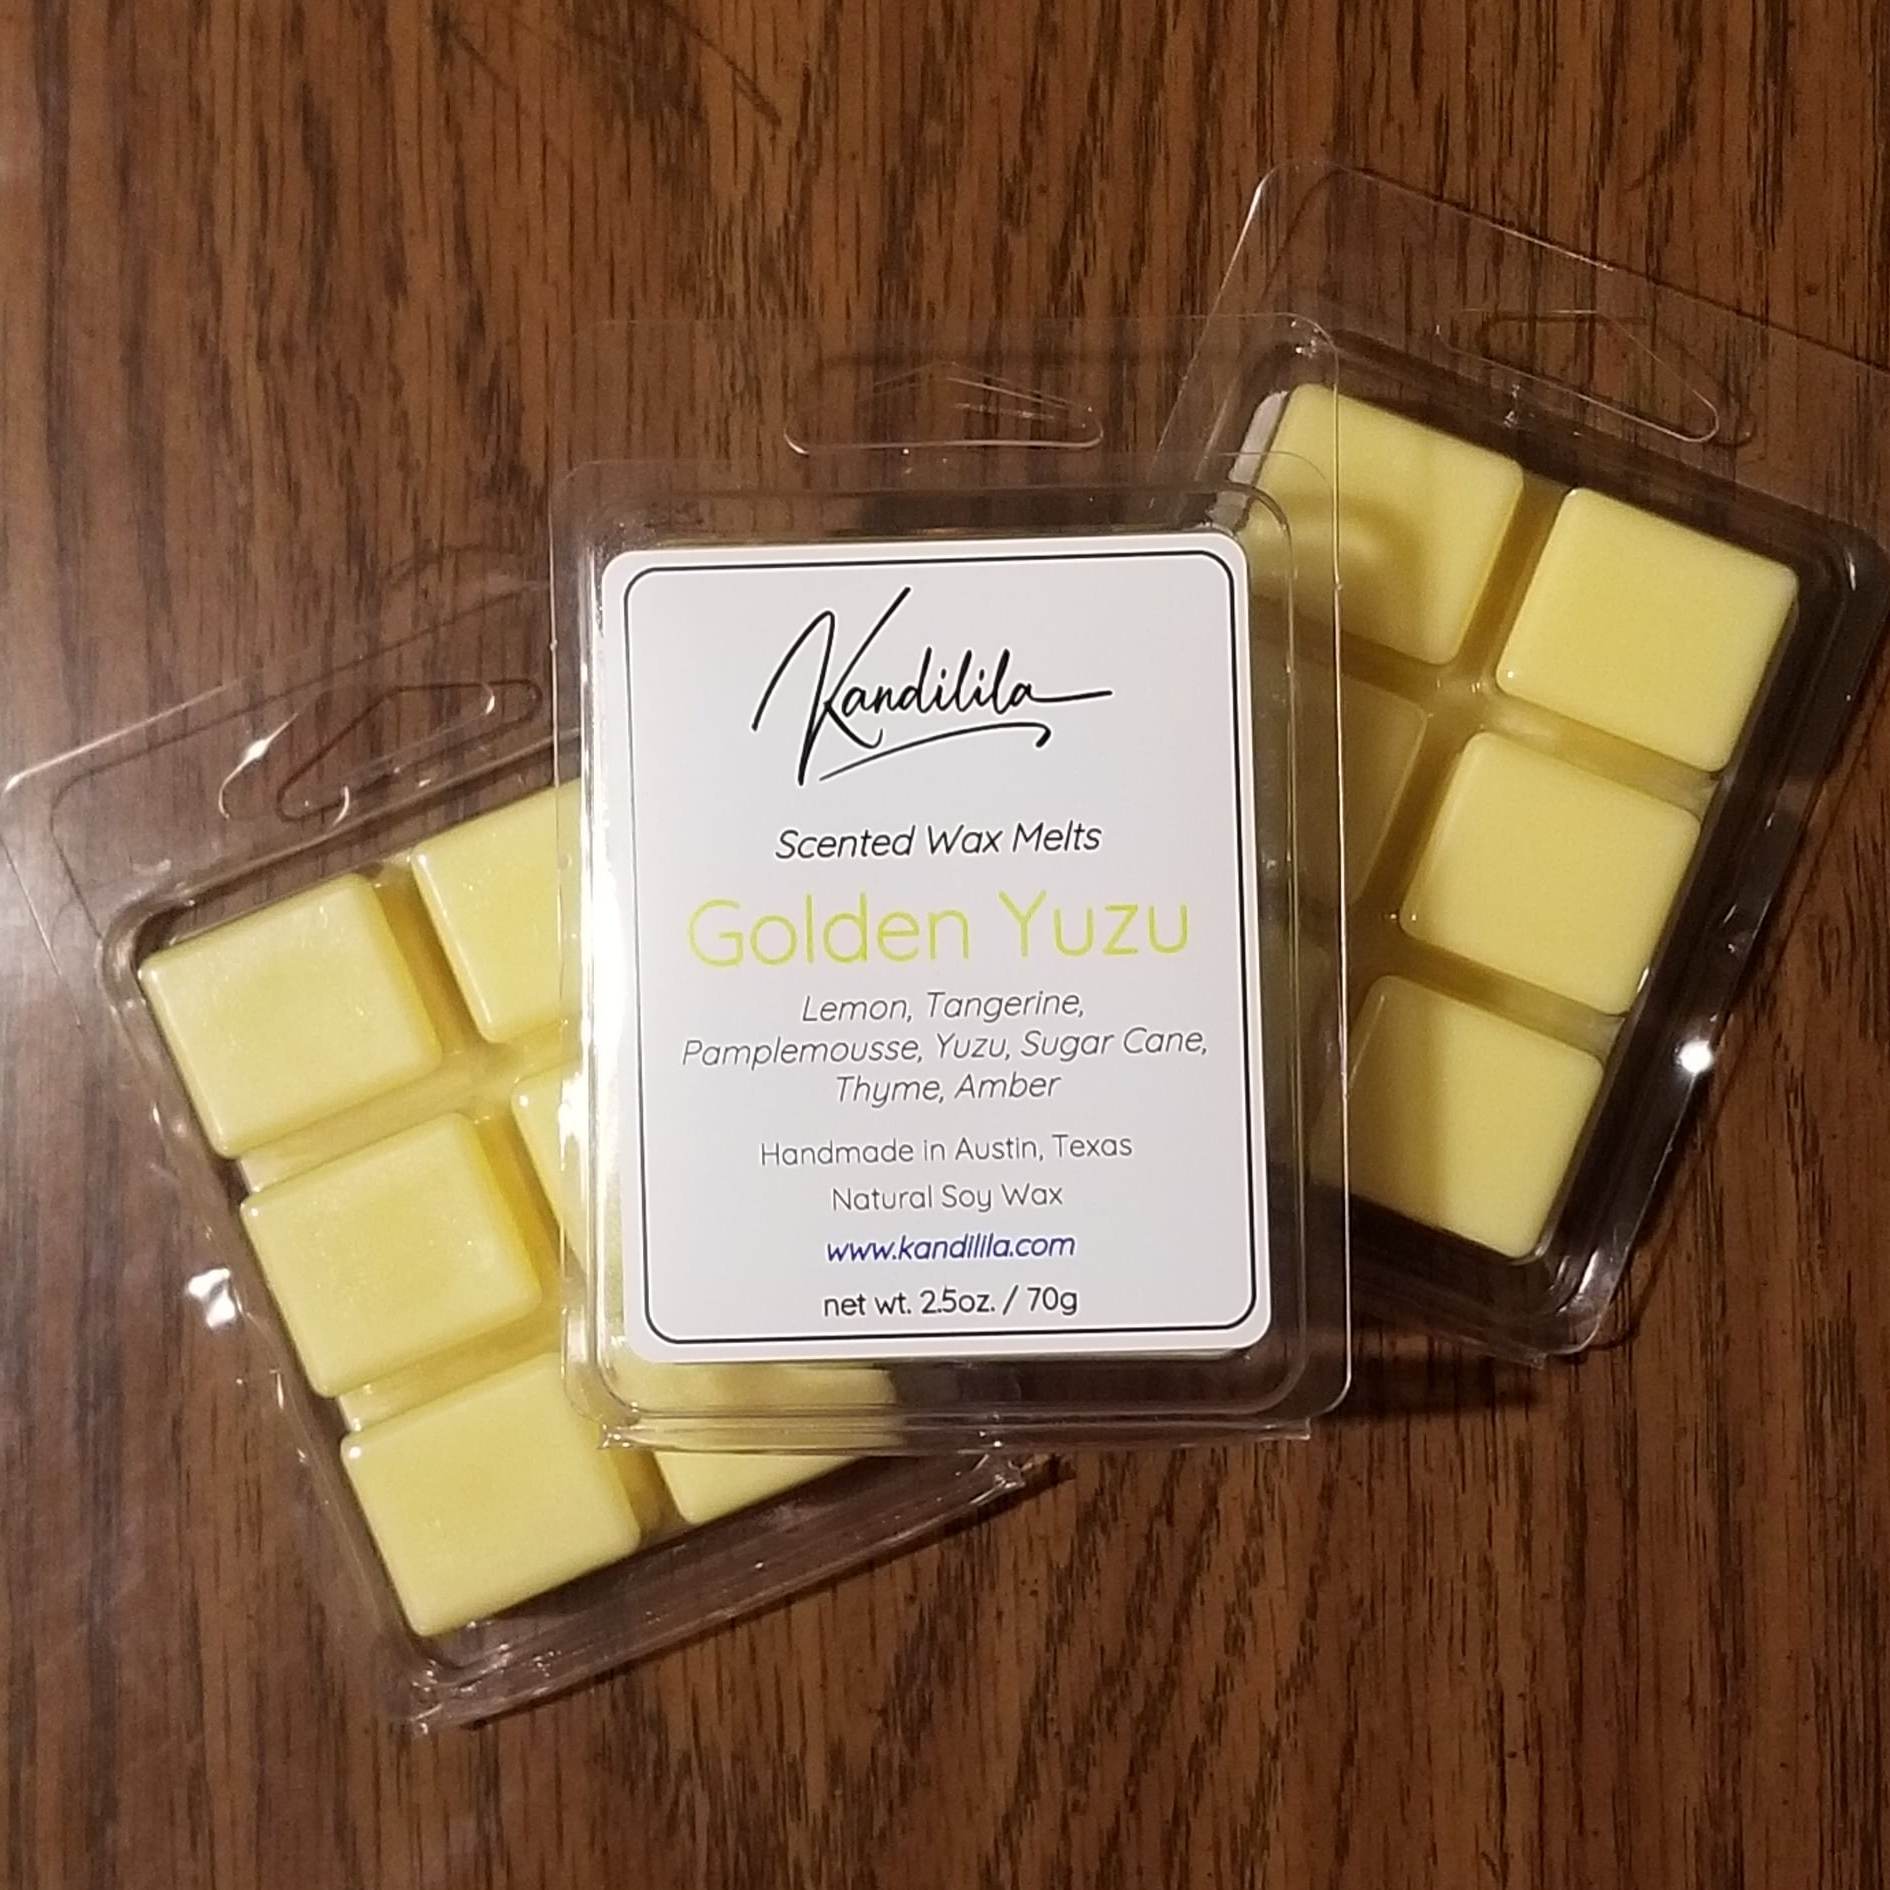 Kandilila
Scented Wax Melts
Golden Yuzu
Lemon, Tangerine,
Pamplemousse, Yuzu, Sugar Cane,
Thyme, Amber
Handmade in Austin, Texas
Natural Soy Wax
www.kandilila.com
net wt. 2.5oz. / 70g